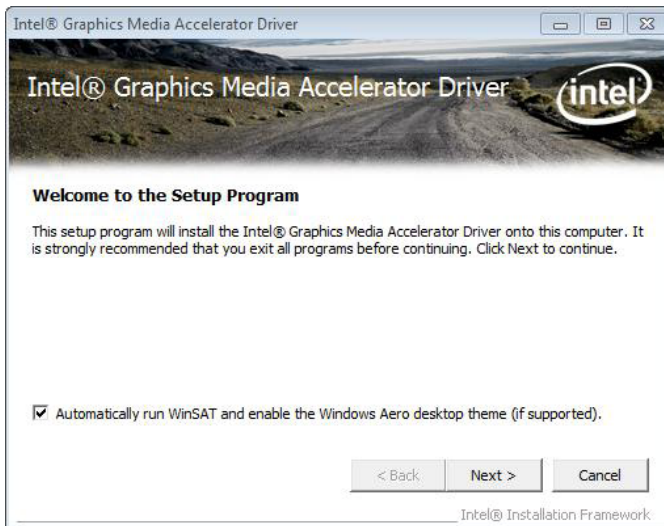 Intel® Graphics Media Accelerator Driver
Intel® Graphics Media Accelerator Driver
intel
Welcome to the Setup Program
This setup program will install the Intel® Graphics Media Accelerator Driver onto this computer. It
is strongly recommended that you exit all programs before continuing. Click Next to continue.
Automatically run WinSAT and enable the Windows Aero desktop theme (if supported).
< Back Next > Cancel
Intel® Installation Framework